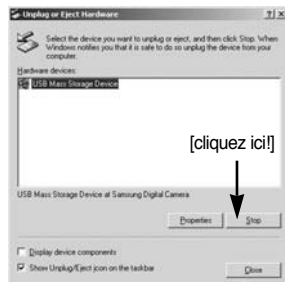 Unplug or Eject Hardware
Select the device you want to unplug or eject, and then click Stop. When
Windows notifies you that it is safe to do so unplug the device from your
computer.
Hardware devices:
USB Mass Storage Device
[cliquez ici!]
USB Mass Storage Device at Samsung Digital Camera
Properties
Stop
Display device components
Show Unplug/Eject icon on the taskbar
Close